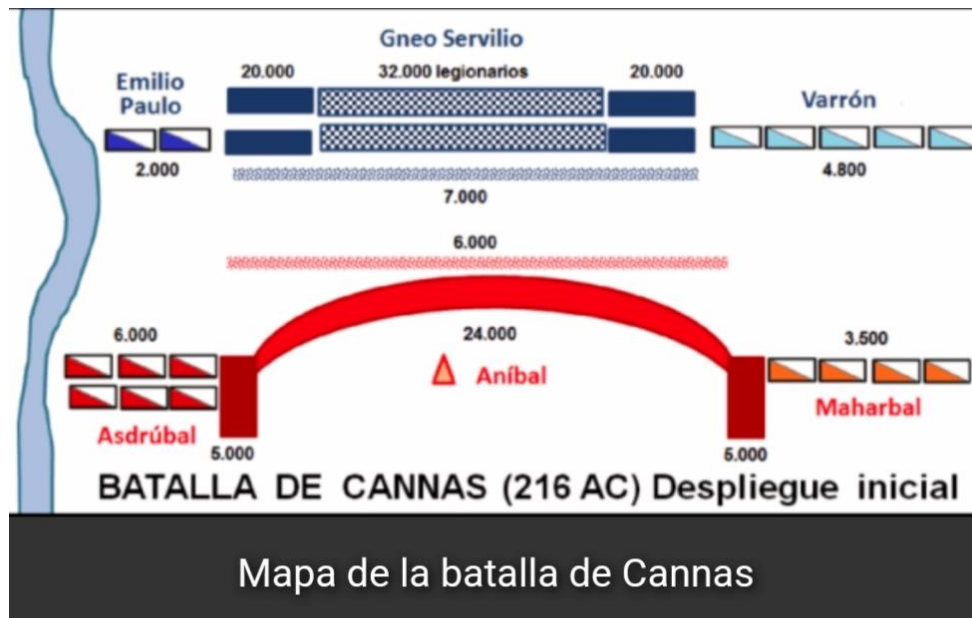 Gneo Servilio
20.000 32.000 legionarios 20.000
Emilio
Paulo
Varrón
2.000
4.800
7.000
6.000
6.000
24.000
3.500
Aníbal
Asdrúbal
Maharbal
5.000
5.000
BATALLA DE CANNAS (216 AC) Despliegue inicial
Mapa de la batalla de Cannas